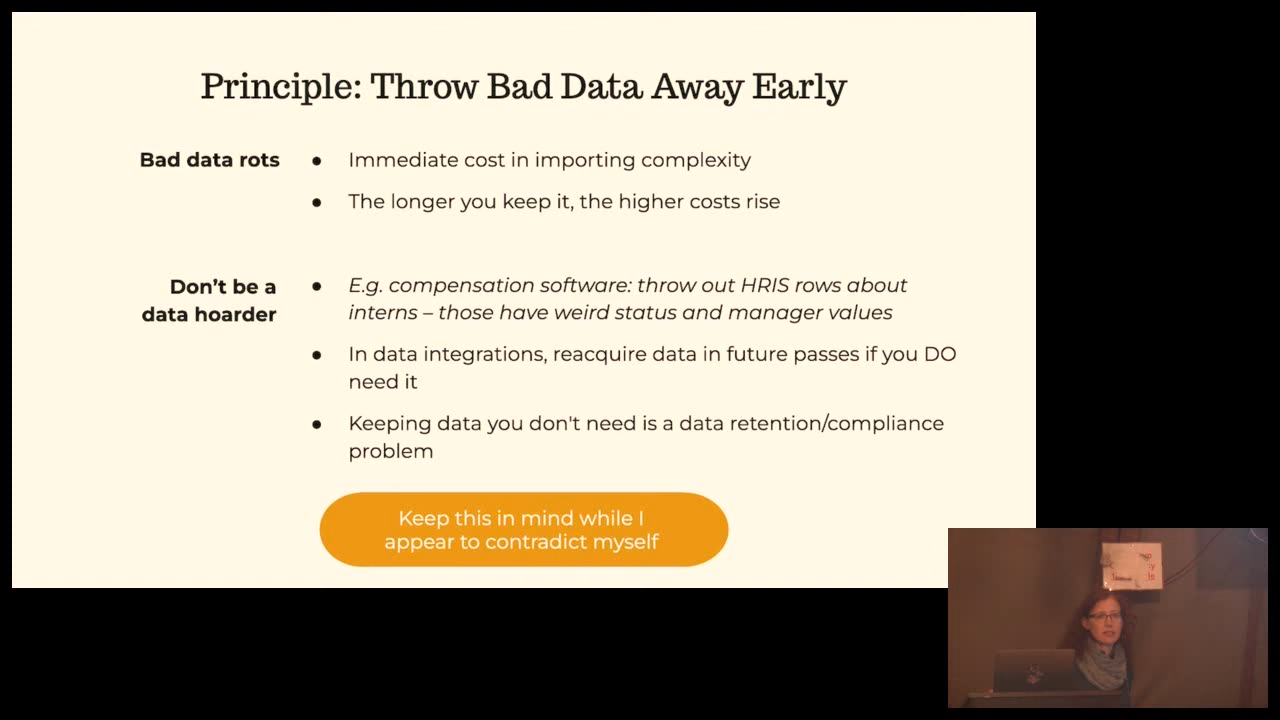 Principle: Throw Bad Data Away Early
Bad data rots
● Immediate cost in importing complexity
● The longer you keep it, the higher costs rise
Don’t be a
data hoarder
● E.g. compensation software: throw out HRIS rows about
interns – those have weird status and manager values
● In data integrations, reacquire data in future passes if you DO
need it
● Keeping data you don't need is a data retention/compliance
problem
Keep this in mind while I
appear to contradict myself